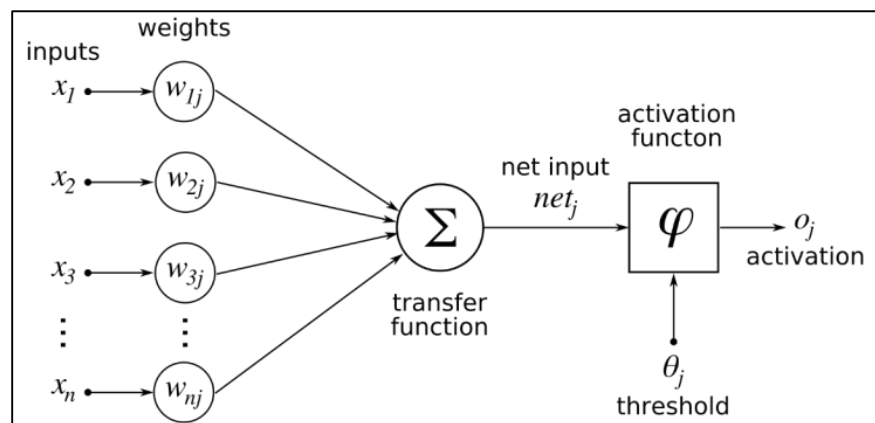 weights
inputs
x1 w1j
x2 w2j
x3 w3j
⋮ ⋮
xn wnj
Σ
transfer
function
net input
netj
activation
functon
φ
oj
activation
θj
threshold